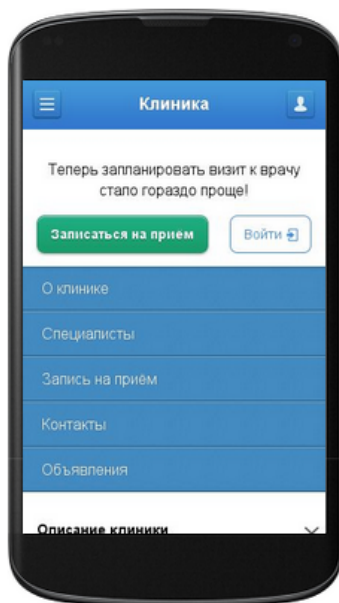 Клиника
Теперь запланировать визит к врачу
стало гораздо проще!
Записаться на приём
Войти
О клинике
Специалисты
Запись на приём
Контакты
Объявления
Описание клиники